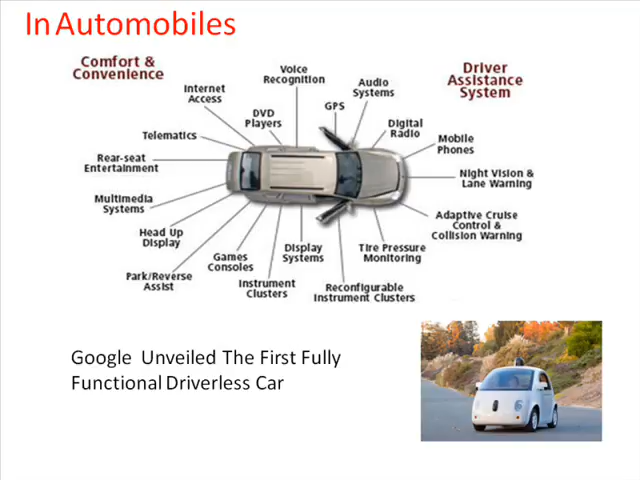 In Automobiles
Comfort &
Convenience
Driver
Assistance
System
Voice
Recognition
Audio
Systems
Internet
Access
GPS
DVD
Players
Digital
Radio
Telematics
Mobile
Phones
Rear-seat
Entertainment
Night Vision &
Lane Warning
Multimedia
Systems
Adaptive Cruise
Control &
Collision Warning
Head Up
Display
Games
Consoles
Display
Systems
Tire Pressure
Monitoring
Park/Reverse
Assist
Instrument
Clusters
Reconfigurable
Instrument Clusters
Google Unveiled The First Fully
Functional Driverless Car